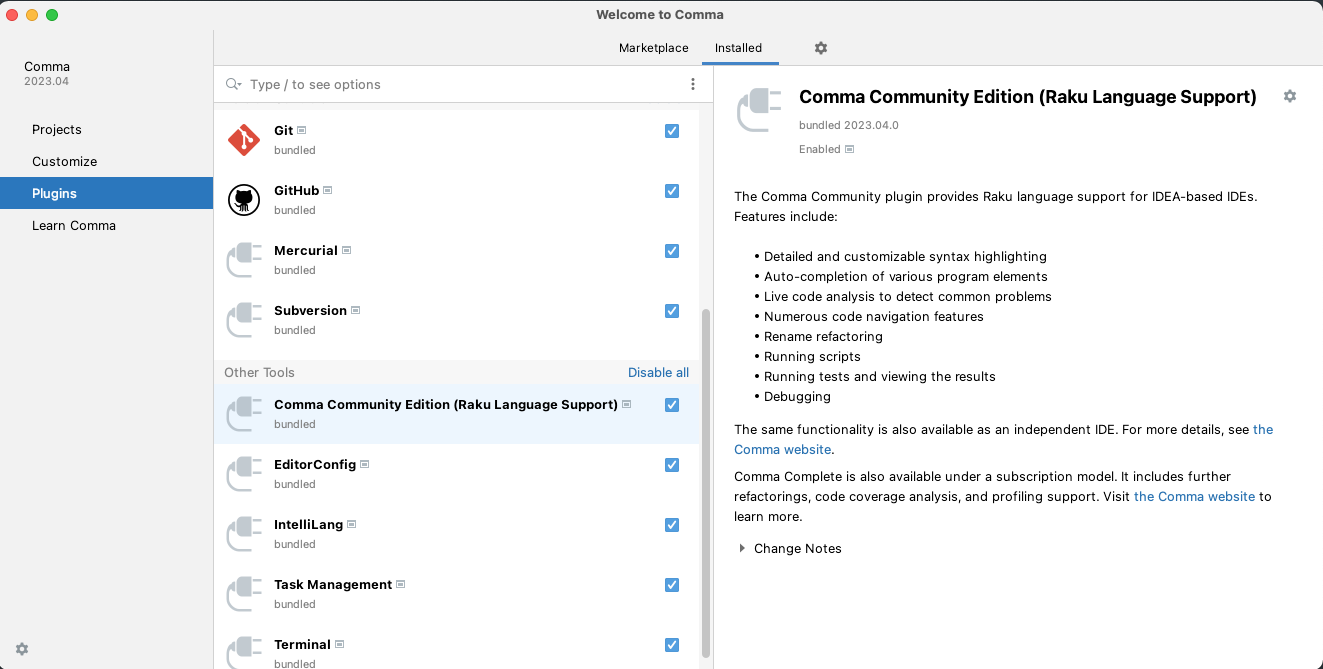 Welcome to Comma
Comma
2023.04
Projects
Customize
Plugins
Learn Comma
Marketplace
Installed
Type / to see options
Git
bundled
GitHub
bundled
Mercurial
bundled
Subversion
bundled
Other Tools
Disable all
Comma Community Edition (Raku Language Support)
bundled
EditorConfig
bundled
IntelliLang
bundled
Task Management
bundled
Terminal
bundled
Comma Community Edition (Raku Language Support)
bundled 2023.04.0
Enabled
The Comma Community plugin provides Raku language support for IDEA-based IDEs.
Features include:
• Detailed and customizable syntax highlighting
• Auto-completion of various program elements
• Live code analysis to detect common problems
• Numerous code navigation features
• Rename refactoring
• Running scripts
• Running tests and viewing the results
• Debugging
The same functionality is also available as an independent IDE. For more details, see the
Comma website.
Comma Complete is also available under a subscription model. It includes further
refactorings, code coverage analysis, and profiling support. Visit the Comma website to
learn more.
Change Notes